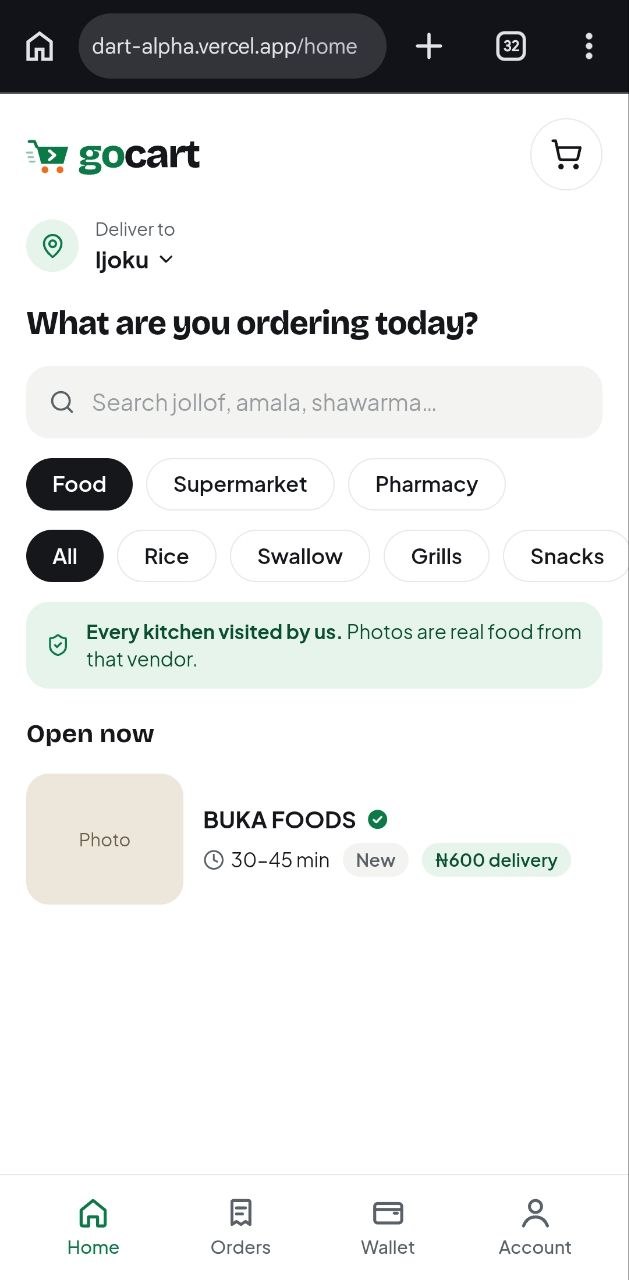 dart-alpha.vercel.app/home
32
gocart
Deliver to
Ijoku
What are you ordering today?
Search jollof, amala, shawarma...
Food Supermarket Pharmacy
All Rice Swallow Grills Snacks
Every kitchen visited by us. Photos are real food from
that vendor.
Open now
Photo
BUKA FOODS
30–45 min New ₦600 delivery
Home Orders Wallet Account